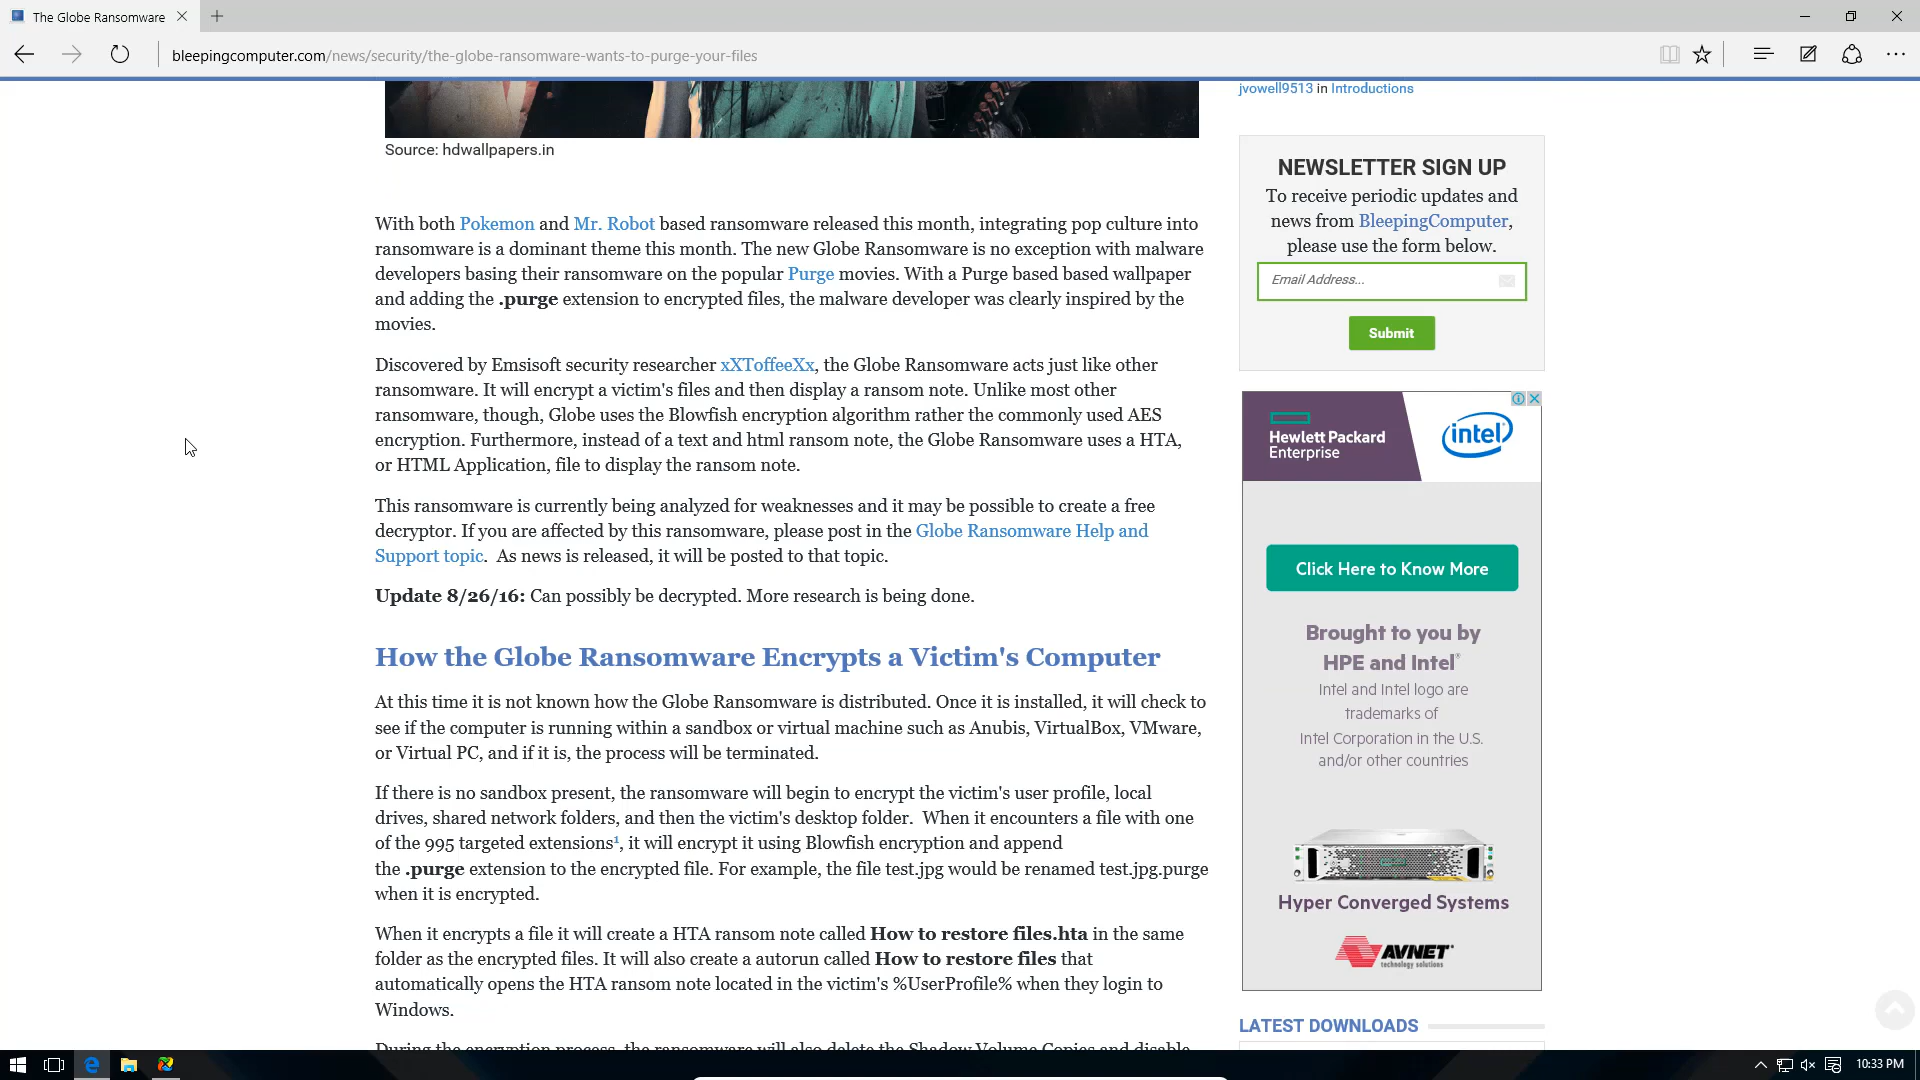 The Globe Ransomware
bleepingcomputer.com/news/security/the-globe-ransomware-wants-to-purge-your-files
Source: hdwallpapers.in
With both Pokemon and Mr. Robot based ransomware released this month, integrating pop culture into
ransomware is a dominant theme this month. The new Globe Ransomware is no exception with malware
developers basing their ransomware on the popular Purge movies. With a Purge based based wallpaper
and adding the .purge extension to encrypted files, the malware developer was clearly inspired by the
movies.
Discovered by Emsisoft security researcher xXToffeeXx, the Globe Ransomware acts just like other
ransomware. It will encrypt a victim's files and then display a ransom note. Unlike most other
ransomware, though, Globe uses the Blowfish encryption algorithm rather the commonly used AES
encryption. Furthermore, instead of a text and html ransom note, the Globe Ransomware uses a HTA,
or HTML Application, file to display the ransom note.
This ransomware is currently being analyzed for weaknesses and it may be possible to create a free
decryptor. If you are affected by this ransomware, please post in the Globe Ransomware Help and
Support topic.  As news is released, it will be posted to that topic.
Update 8/26/16: Can possibly be decrypted. More research is being done.
How the Globe Ransomware Encrypts a Victim's Computer
At this time it is not known how the Globe Ransomware is distributed. Once it is installed, it will check to
see if the computer is running within a sandbox or virtual machine such as Anubis, VirtualBox, VMware,
or Virtual PC, and if it is, the process will be terminated.
If there is no sandbox present, the ransomware will begin to encrypt the victim's user profile, local
drives, shared network folders, and then the victim's desktop folder.  When it encounters a file with one
of the 995 targeted extensions¹, it will encrypt it using Blowfish encryption and append
the .purge extension to the encrypted file. For example, the file test.jpg would be renamed test.jpg.purge
when it is encrypted.
When it encrypts a file it will create a HTA ransom note called How to restore files.hta in the same
folder as the encrypted files. It will also create a autorun called How to restore files that
automatically opens the HTA ransom note located in the victim's %UserProfile% when they login to
Windows.
During the encryption process, the ransomware will also delete the Shadow Volume Copies and disable
jvowell9513 in Introductions
NEWSLETTER SIGN UP
To receive periodic updates and
news from BleepingComputer,
please use the form below.
Email Address...
Submit
Hewlett Packard
Enterprise
intel
Click Here to Know More
Brought to you by
HPE and Intel®
Intel and Intel logo are
trademarks of
Intel Corporation in the U.S.
and/or other countries
Hyper Converged Systems
AVNET
technology solutions
LATEST DOWNLOADS
10:33 PM